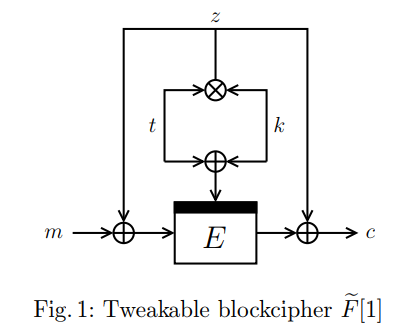 z
t
k
m
E
c
Fig. 1: Tweakable blockcipher F̃[1]